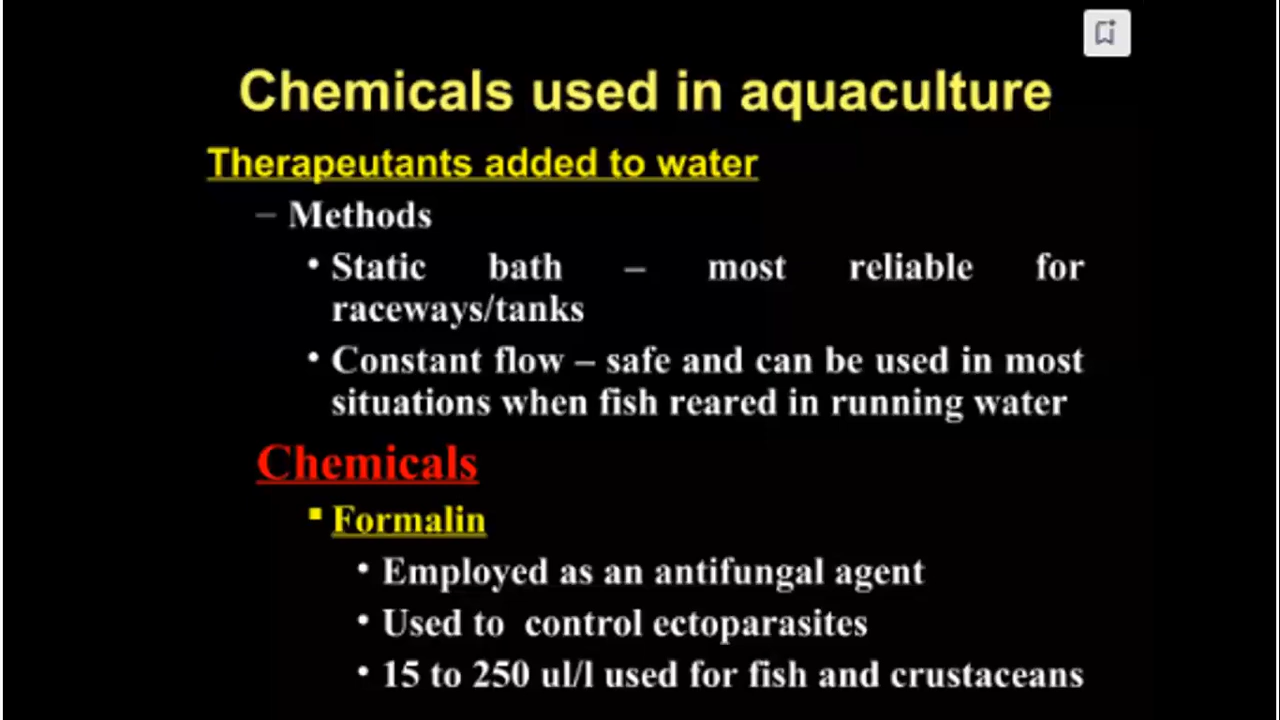 Chemicals used in aquaculture
Therapeutants added to water
– Methods
• Static bath – most reliable for
raceways/tanks
• Constant flow – safe and can be used in most
situations when fish reared in running water
Chemicals
▪ Formalin
• Employed as an antifungal agent
• Used to control ectoparasites
• 15 to 250 ul/l used for fish and crustaceans